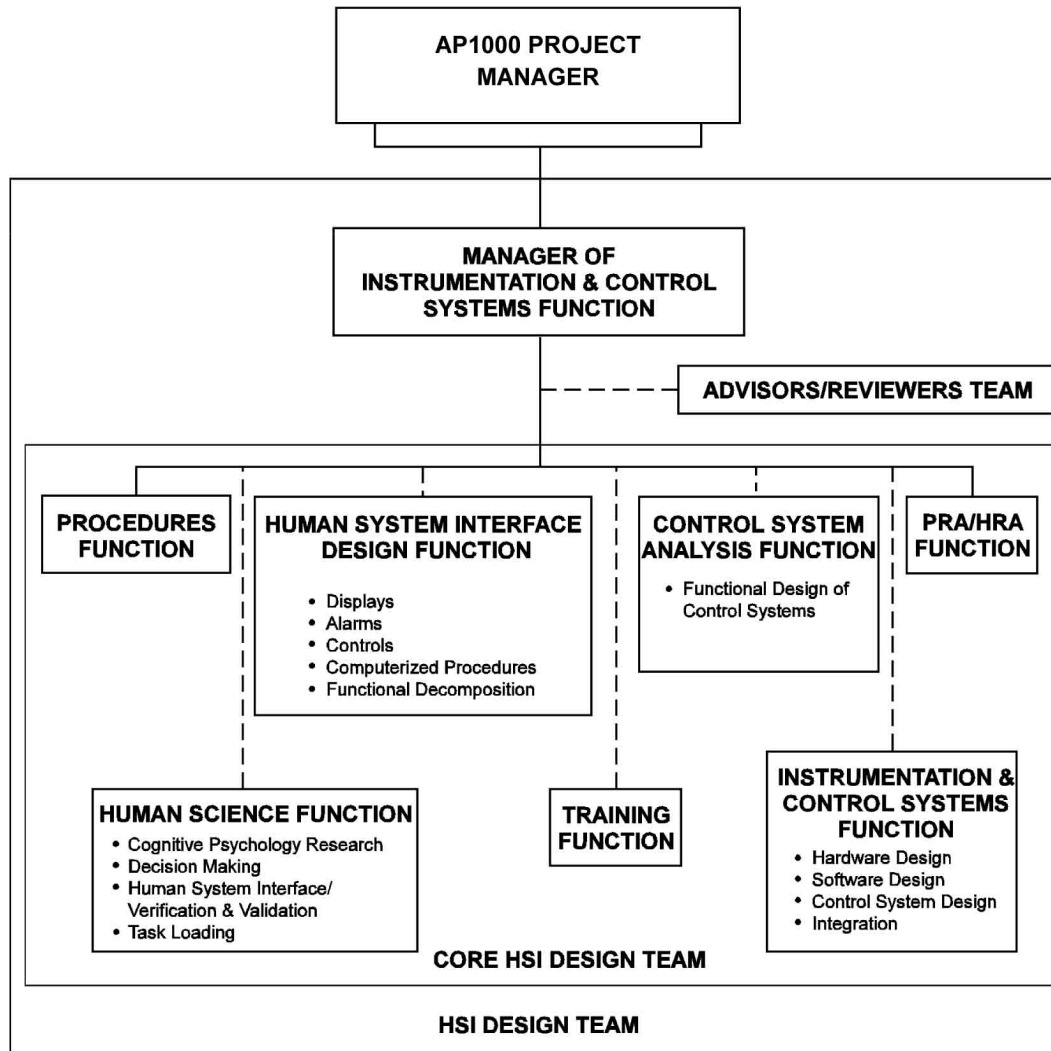 AP1000 PROJECT
MANAGER
MANAGER OF
INSTRUMENTATION & CONTROL
SYSTEMS FUNCTION
ADVISORS/REVIEWERS TEAM
PROCEDURES
FUNCTION
HUMAN SYSTEM INTERFACE
DESIGN FUNCTION
• Displays
• Alarms
• Controls
• Computerized Procedures
• Functional Decomposition
CONTROL SYSTEM
ANALYSIS FUNCTION
• Functional Design of
Control Systems
PRA/HRA
FUNCTION
HUMAN SCIENCE FUNCTION
• Cognitive Psychology Research
• Decision Making
• Human System Interface/
Verification & Validation
• Task Loading
TRAINING
FUNCTION
INSTRUMENTATION &
CONTROL SYSTEMS
FUNCTION
• Hardware Design
• Software Design
• Control System Design
• Integration
CORE HSI DESIGN TEAM
HSI DESIGN TEAM